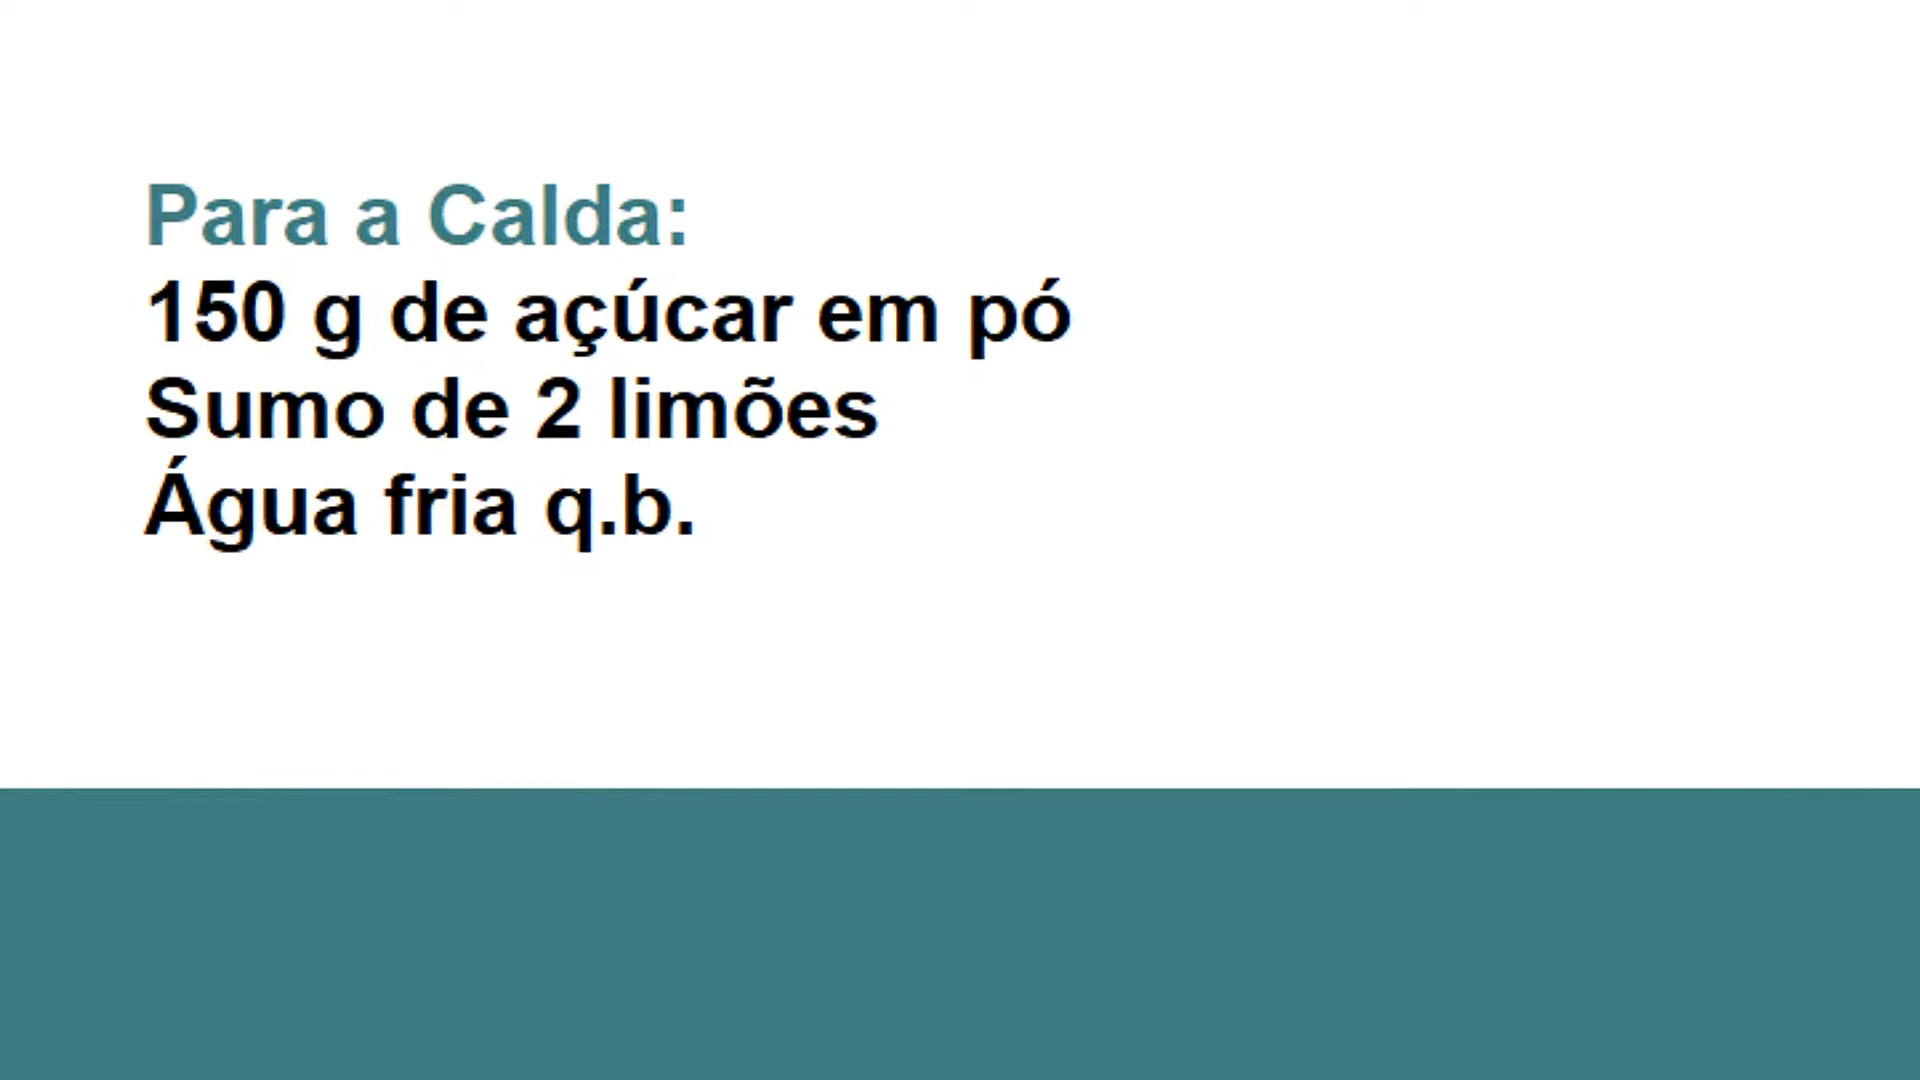 Para a Calda:
150 g de açúcar em pó
Sumo de 2 limões
Água fria q.b.